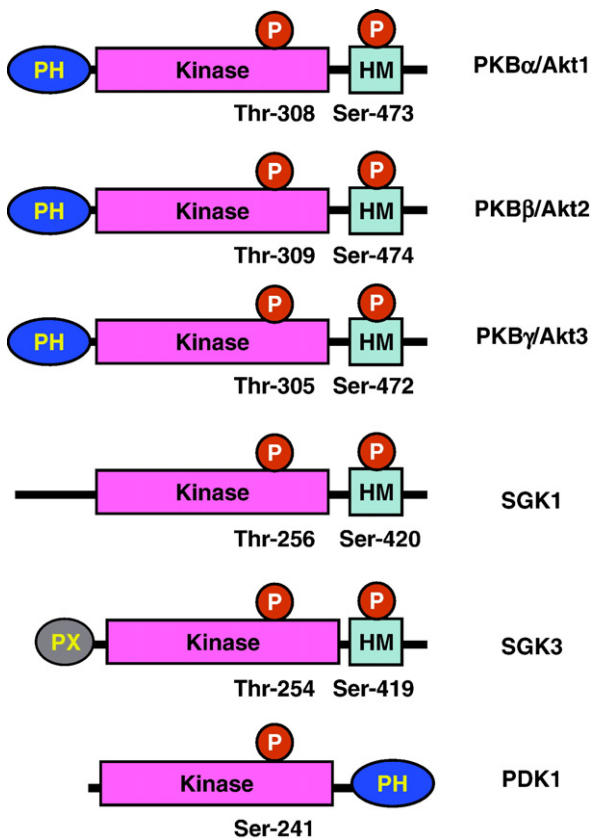 P P
PH Kinase HM PKBα/Akt1
Thr-308 Ser-473
P P
PH Kinase HM PKBβ/Akt2
Thr-309 Ser-474
P P
PH Kinase HM PKBγ/Akt3
Thr-305 Ser-472
P P
Kinase HM SGK1
Thr-256 Ser-420
P P
PX Kinase HM SGK3
Thr-254 Ser-419
P
Kinase PH PDK1
Ser-241